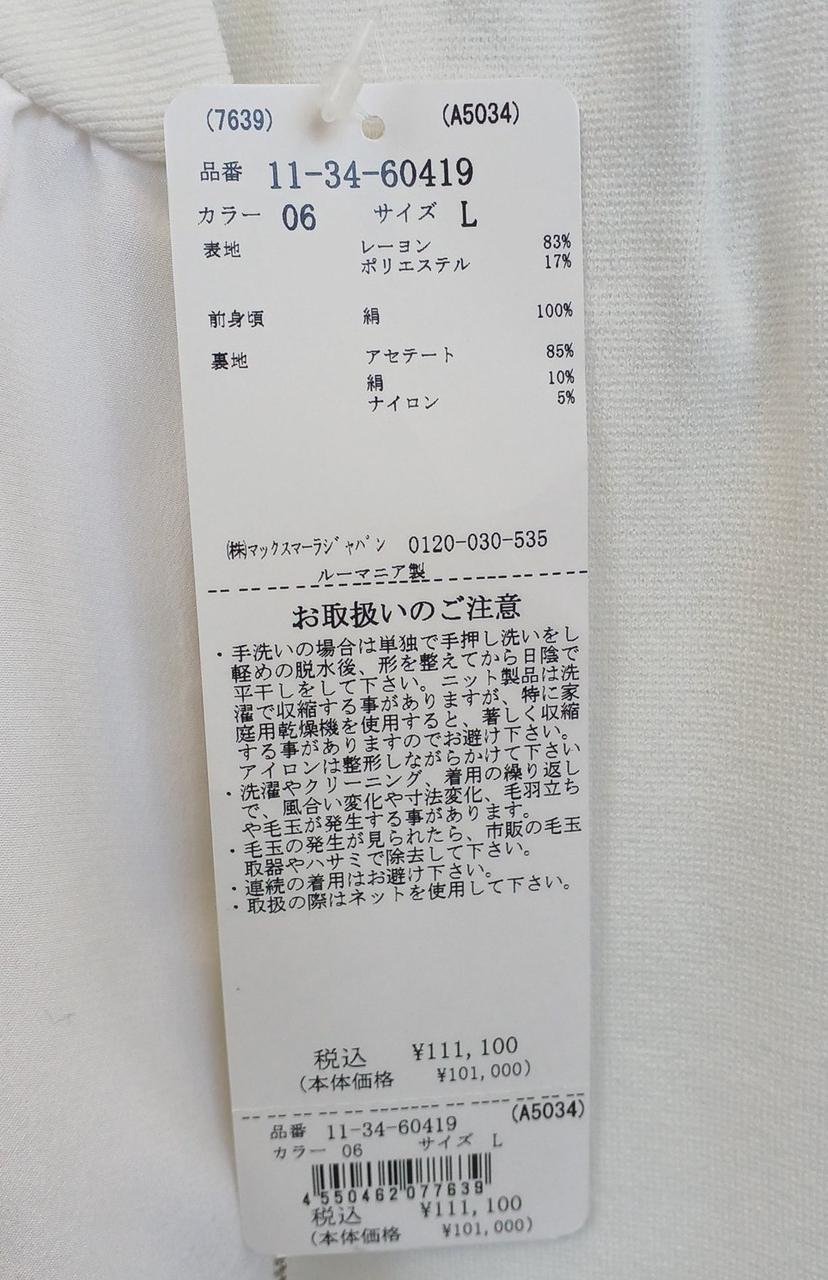 (7639) (A5034)
品番 11-34-60419
カラー 06 サイズ L
表地 レーヨン 83%
ポリエステル 17%
前身頃 絹 100%
裏地 アセテート 85%
絹 10%
ナイロン 5%
㈱マックスマーラジャパン 0120-030-535
ルーマニア製
お取扱いのご注意
・手洗いの場合は単独で手押し洗いをし
軽めの脱水後、形を整えてから日陰で
平干しをして下さい。ニット製品は洗
濯で収縮する事がありますが、特に家
庭用乾燥機を使用すると、著しく収縮
する事がありますのでお避け下さい。
アイロンは整形しながらかけて下さい
・洗濯やクリーニング、着用の繰り返し
で、風合い変化や寸法変化、毛羽立ち
や毛玉が発生する事があります。
・毛玉の発生が見られたら、市販の毛玉
取器やハサミで除去して下さい。
・連続の着用はお避け下さい。
・取扱の際はネットを使用して下さい。
税込 ¥111,100
(本体価格 ¥101,000)
(A5034)
品番 11-34-60419
カラー 06 サイズ L
4550462077639
税込 ¥111,100
(本体価格 ¥101,000)